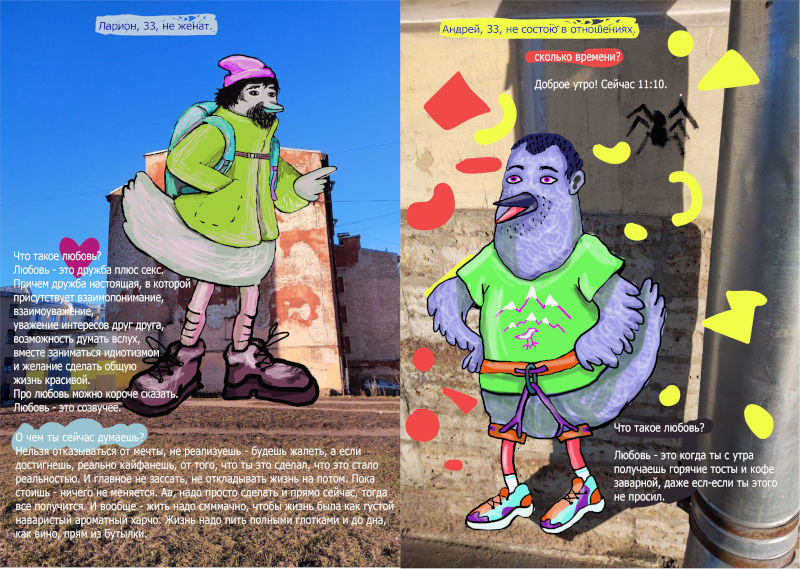 Ларион, 33, не женат.
Что такое любовь?
Любовь - это дружба плюс секс.
Причем дружба настоящая, в которой
присутствует взаимопонимание,
взаимоуважение,
уважение интересов друг друга,
возможность думать вслух,
вместе заниматься идиотизмом
и желание сделать общую
жизнь красивой.
Про любовь можно короче сказать.
Любовь - это созвучее.
О чем ты сейчас думаешь?
Нельзя отказываться от мечты, не реализуешь - будешь жалеть, а если
достигнешь, реально кайфанешь, от того, что ты это сделал, что это стало
реальностью. И главное не зассать, не откладывать жизнь на потом. Пока
стоишь - ничего не меняется. Аа, надо просто сделать и прямо сейчас, тогда
все получится. И вообще - жить надо смммачно, чтобы жизнь была как густой
наваристый ароматный харчо. Жизнь надо пить полными глотками и до дна,
как вино, прям из бутылки.
Андрей, 33, не состою в отношениях.
сколько времени?
Доброе утро! Сейчас 11:10.
Что такое любовь?
Любовь - это когда ты с утра
получаешь горячие тосты и кофе
заварной, даже есл-если ты этого
не просил.